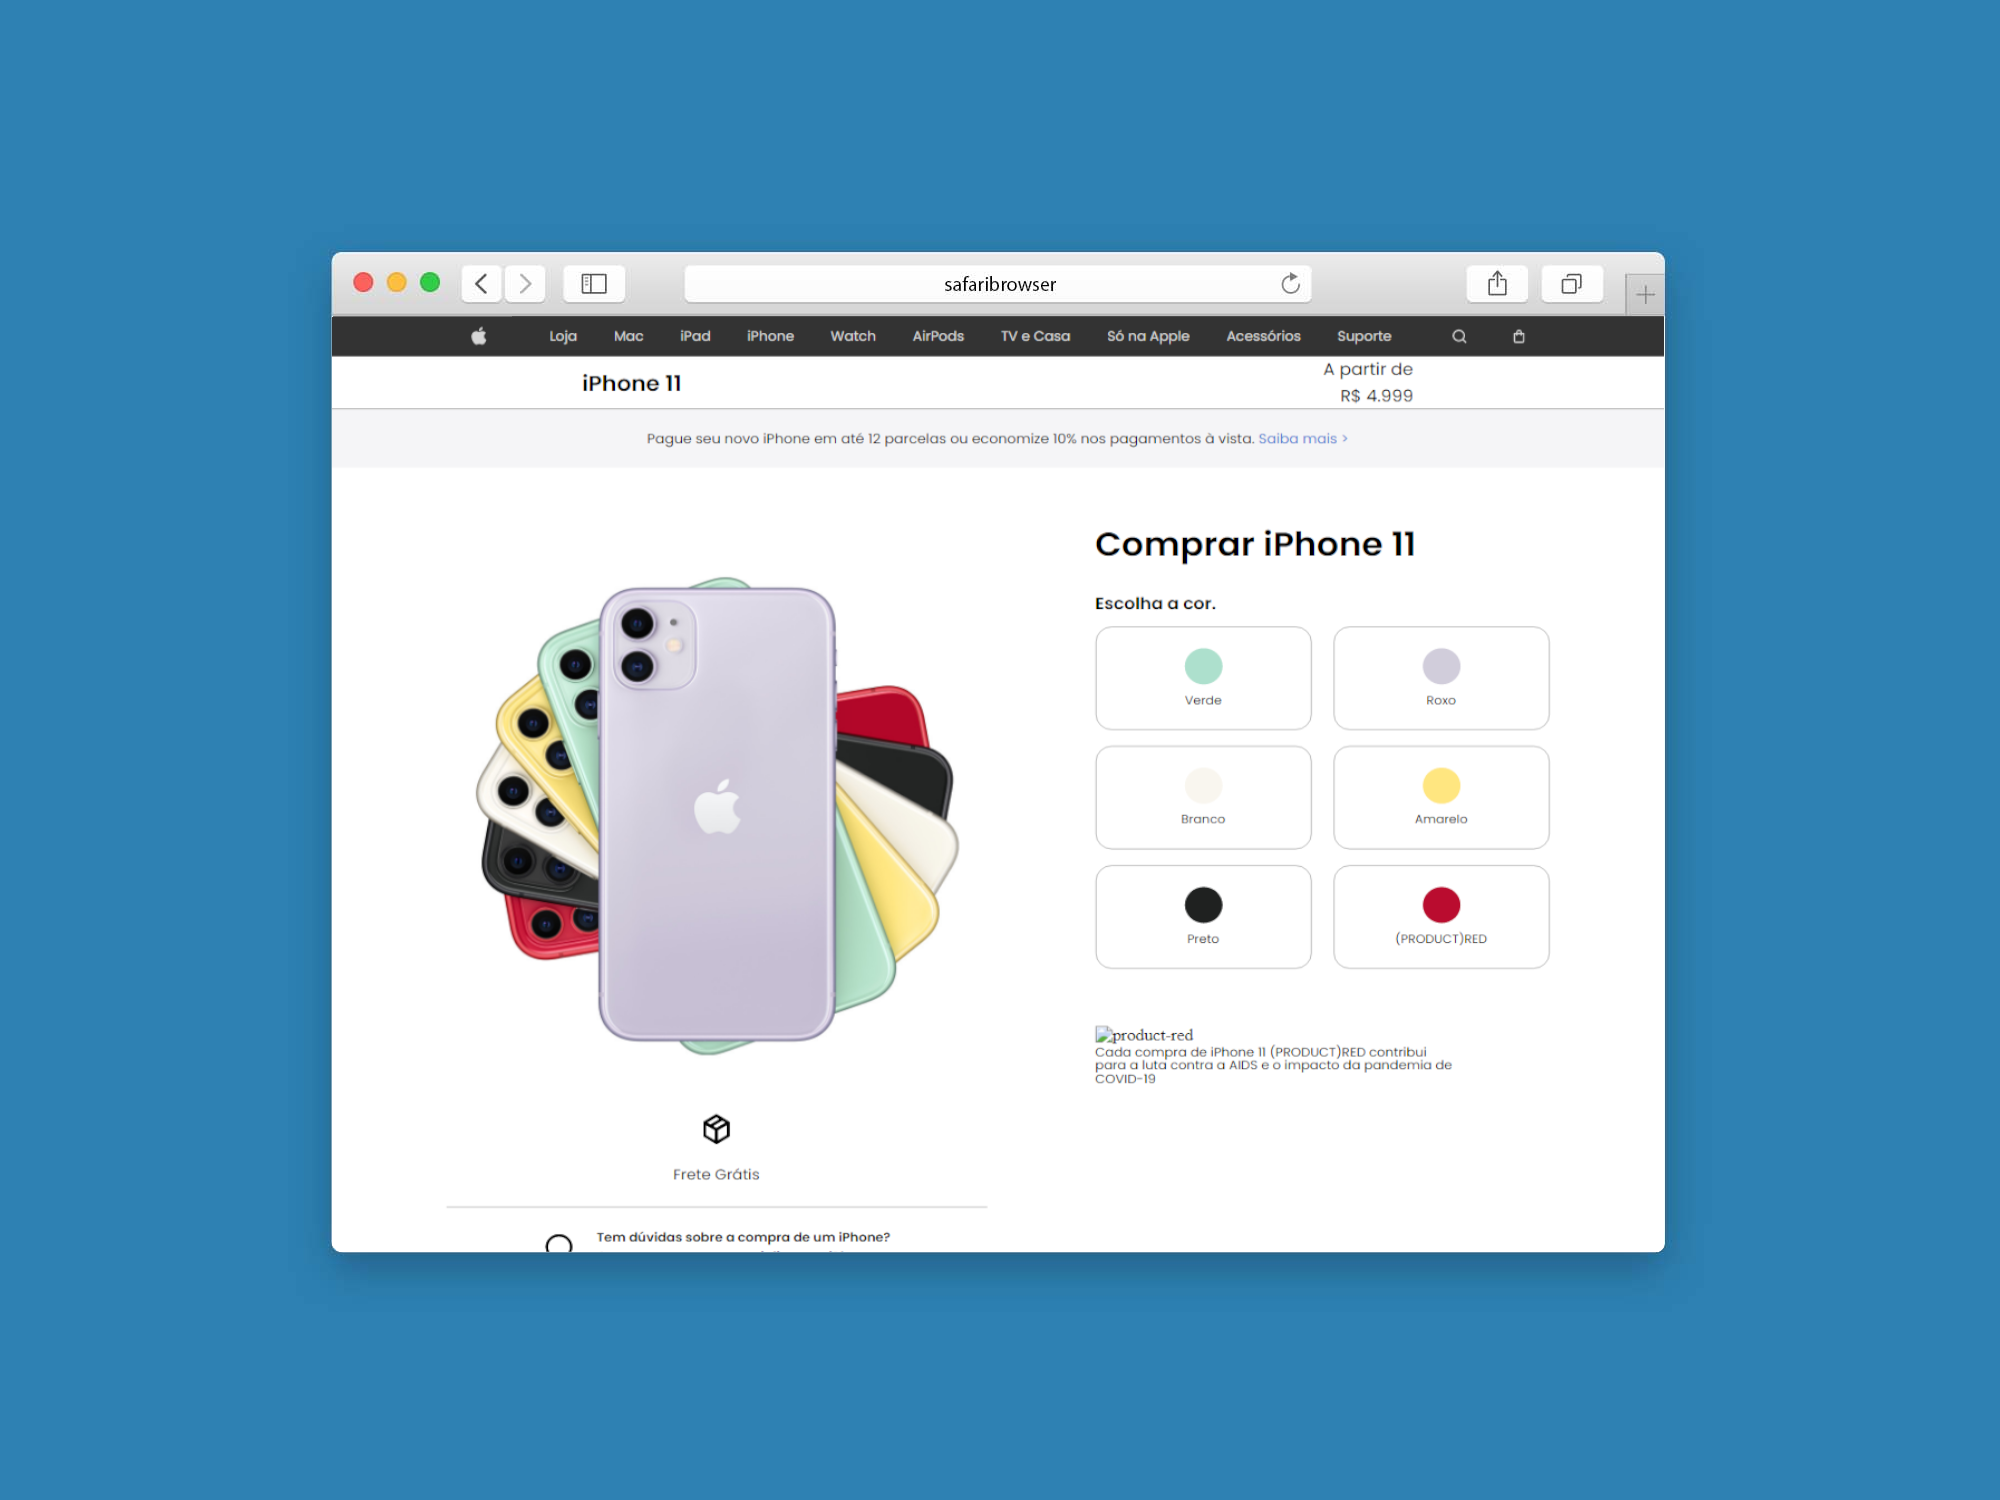 safaribrowser
Loja Mac iPad iPhone Watch AirPods TV e Casa Só na Apple Acessórios Suporte
iPhone 11
A partir de
R$ 4.999
Pague seu novo iPhone em até 12 parcelas ou economize 10% nos pagamentos à vista. Saiba mais >
Comprar iPhone 11
Escolha a cor.
Verde
Roxo
Branco
Amarelo
Preto
(PRODUCT)RED
product-red
Cada compra de iPhone 11 (PRODUCT)RED contribui
para a luta contra a AIDS e o impacto da pandemia de
COVID-19
Frete Grátis
Tem dúvidas sobre a compra de um iPhone?